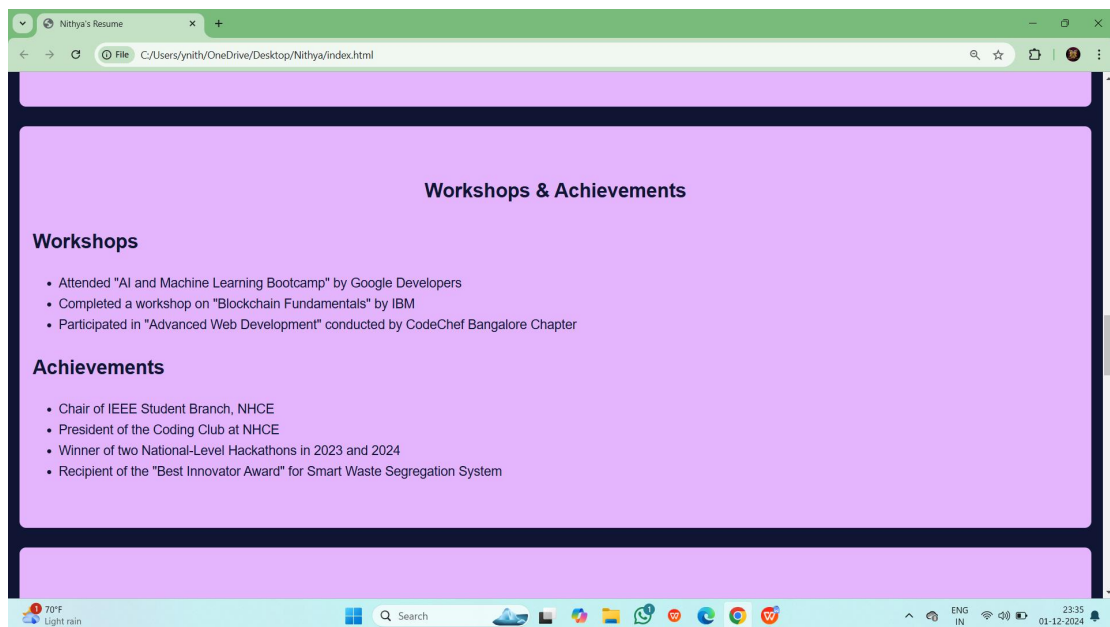 Nithya's Resume
File C:/Users/ynith/OneDrive/Desktop/Nithya/index.html
Workshops & Achievements
Workshops
• Attended "AI and Machine Learning Bootcamp" by Google Developers
• Completed a workshop on "Blockchain Fundamentals" by IBM
• Participated in "Advanced Web Development" conducted by CodeChef Bangalore Chapter
Achievements
• Chair of IEEE Student Branch, NHCE
• President of the Coding Club at NHCE
• Winner of two National-Level Hackathons in 2023 and 2024
• Recipient of the "Best Innovator Award" for Smart Waste Segregation System
1
70°F
Light rain
Search
ENG
IN
23:35
01-12-2024